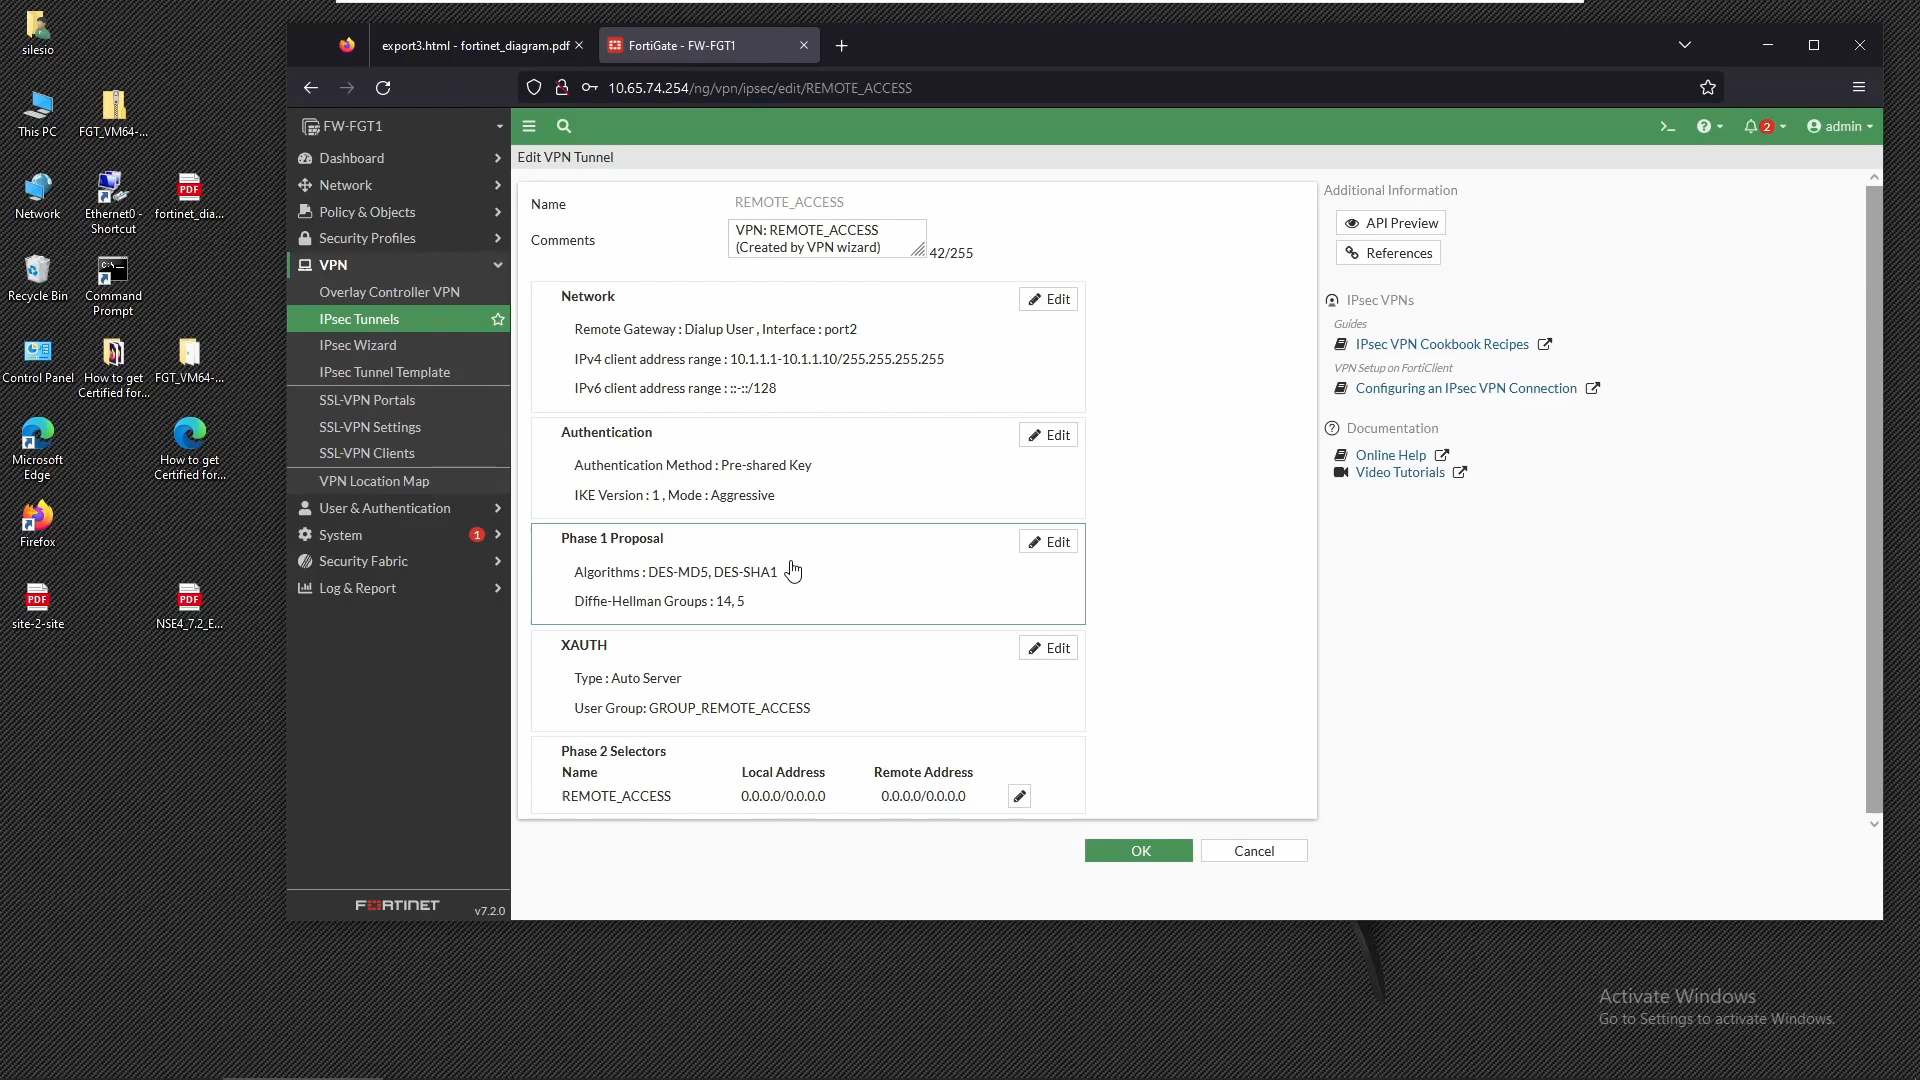 silesio
This PC
FGT_VM64-...
Network
Ethernet0 -
Shortcut
fortinet_dia...
Recycle Bin
Command
Prompt
Control Panel
How to get
Certified for...
FGT_VM64-...
Microsoft
Edge
How to get
Certified for...
Firefox
site-2-site
NSE4_7.2_E...
PDF
PDF
PDF
export3.html - fortinet_diagram.pdf
FortiGate - FW-FGT1
10.65.74.254/ng/vpn/ipsec/edit/REMOTE_ACCESS
FW-FGT1
2
admin
Dashboard
Network
Policy & Objects
Security Profiles
VPN
Overlay Controller VPN
IPsec Tunnels
IPsec Wizard
IPsec Tunnel Template
SSL-VPN Portals
SSL-VPN Settings
SSL-VPN Clients
VPN Location Map
User & Authentication
System 1
Security Fabric
Log & Report
FORTINET v7.2.0
Edit VPN Tunnel
Name REMOTE_ACCESS
Comments VPN: REMOTE_ACCESS
(Created by VPN wizard) 42/255
Network Edit
Remote Gateway : Dialup User , Interface : port2
IPv4 client address range : 10.1.1.1-10.1.1.10/255.255.255.255
IPv6 client address range : ::-::/128
Authentication Edit
Authentication Method : Pre-shared Key
IKE Version : 1 , Mode : Aggressive
Phase 1 Proposal Edit
Algorithms : DES-MD5, DES-SHA1
Diffie-Hellman Groups : 14, 5
XAUTH Edit
Type : Auto Server
User Group: GROUP_REMOTE_ACCESS
Phase 2 Selectors
Name Local Address Remote Address
REMOTE_ACCESS 0.0.0.0/0.0.0.0 0.0.0.0/0.0.0.0
OK Cancel
Additional Information
API Preview
References
IPsec VPNs
Guides
IPsec VPN Cookbook Recipes
VPN Setup on FortiClient
Configuring an IPsec VPN Connection
Documentation
Online Help
Video Tutorials
Activate Windows
Go to Settings to activate Windows.